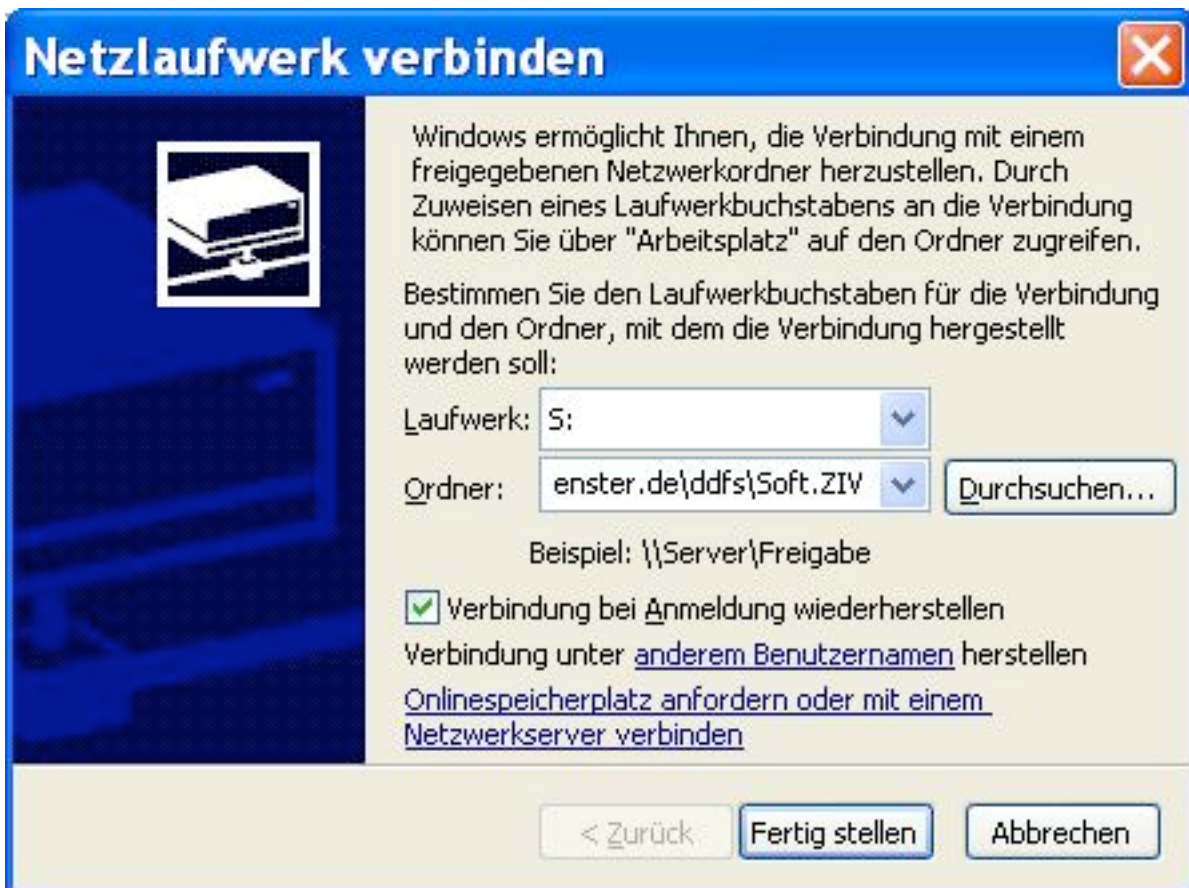 Netzlaufwerk verbinden
Windows ermöglicht Ihnen, die Verbindung mit einem
freigegebenen Netzwerkordner herzustellen. Durch
Zuweisen eines Laufwerkbuchstabens an die Verbindung
können Sie über "Arbeitsplatz" auf den Ordner zugreifen.
Bestimmen Sie den Laufwerkbuchstaben für die Verbindung
und den Ordner, mit dem die Verbindung hergestellt
werden soll:
Laufwerk: S:
Ordner: enster.de\ddfs\Soft.ZIV Durchsuchen...
Beispiel: \\Server\Freigabe
Verbindung bei Anmeldung wiederherstellen
Verbindung unter anderem Benutzernamen herstellen
Onlinespeicherplatz anfordern oder mit einem
Netzwerkserver verbinden
< Zurück Fertig stellen Abbrechen